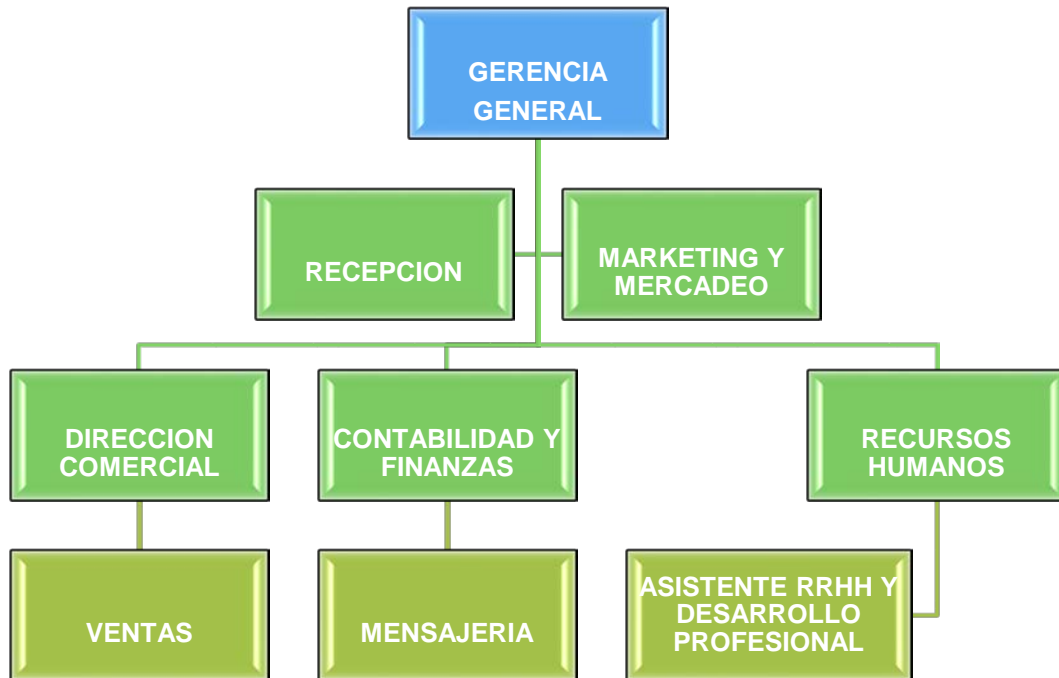 GERENCIA
GENERAL
RECEPCION
MARKETING Y
MERCADEO
DIRECCION
COMERCIAL
CONTABILIDAD Y
FINANZAS
RECURSOS
HUMANOS
VENTAS
MENSAJERIA
ASISTENTE RRHH Y
DESARROLLO
PROFESIONAL